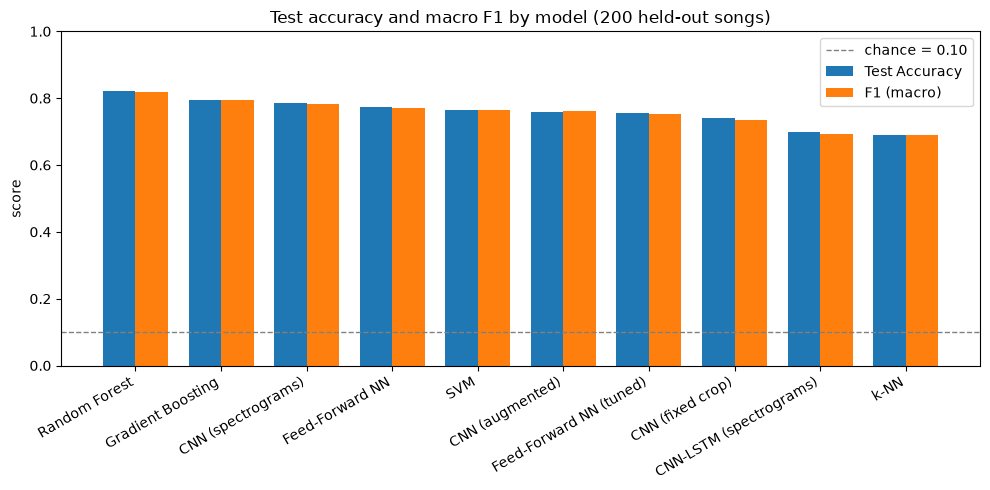 Test accuracy and macro F1 by model (200 held-out songs)
1.0
0.8
0.6
0.4
0.2
0.0
score
chance = 0.10
Test Accuracy
F1 (macro)
Random Forest
Gradient Boosting
CNN (spectrograms)
Feed-Forward NN
SVM
CNN (augmented)
Feed-Forward NN (tuned)
CNN (fixed crop)
CNN-LSTM (spectrograms)
k-NN